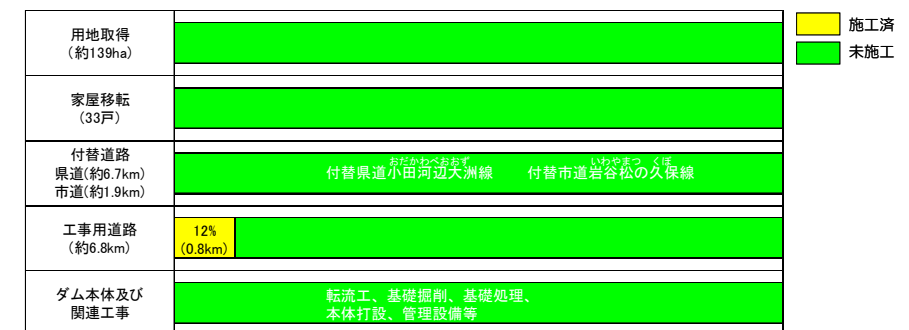 用地取得
(約139ha)
施工済
未施工
家屋移転
(33戸)
付替道路
県道(約6.7km)
市道(約1.9km)
おだかわべおおず
付替県道小田河辺大洲線
いわやまつ くぼ
付替市道岩谷松の久保線
工事用道路
(約6.8km)
12%
(0.8km)
ダム本体及び
関連工事
転流工、基礎掘削、基礎処理、
本体打設、管理設備等